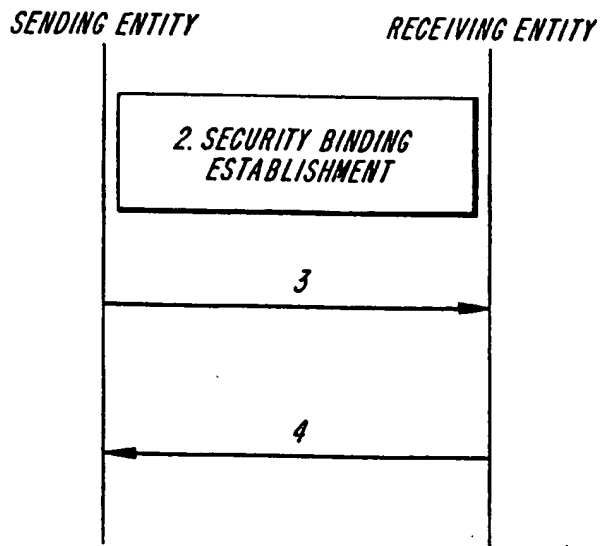 SENDING ENTITY
RECEIVING ENTITY
2. SECURITY BINDING
ESTABLISHMENT
3
4